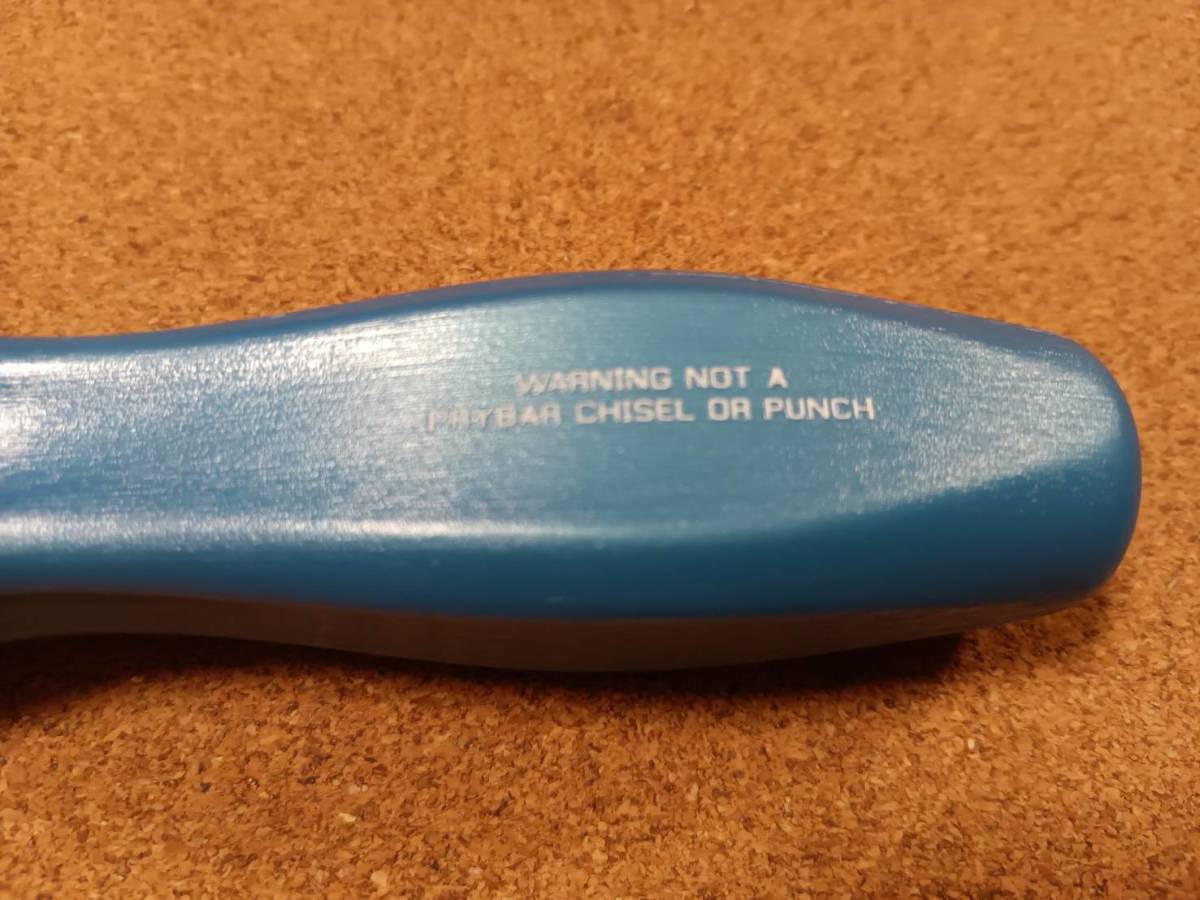 WARNING NOT A
PRYBAR CHISEL OR PUNCH